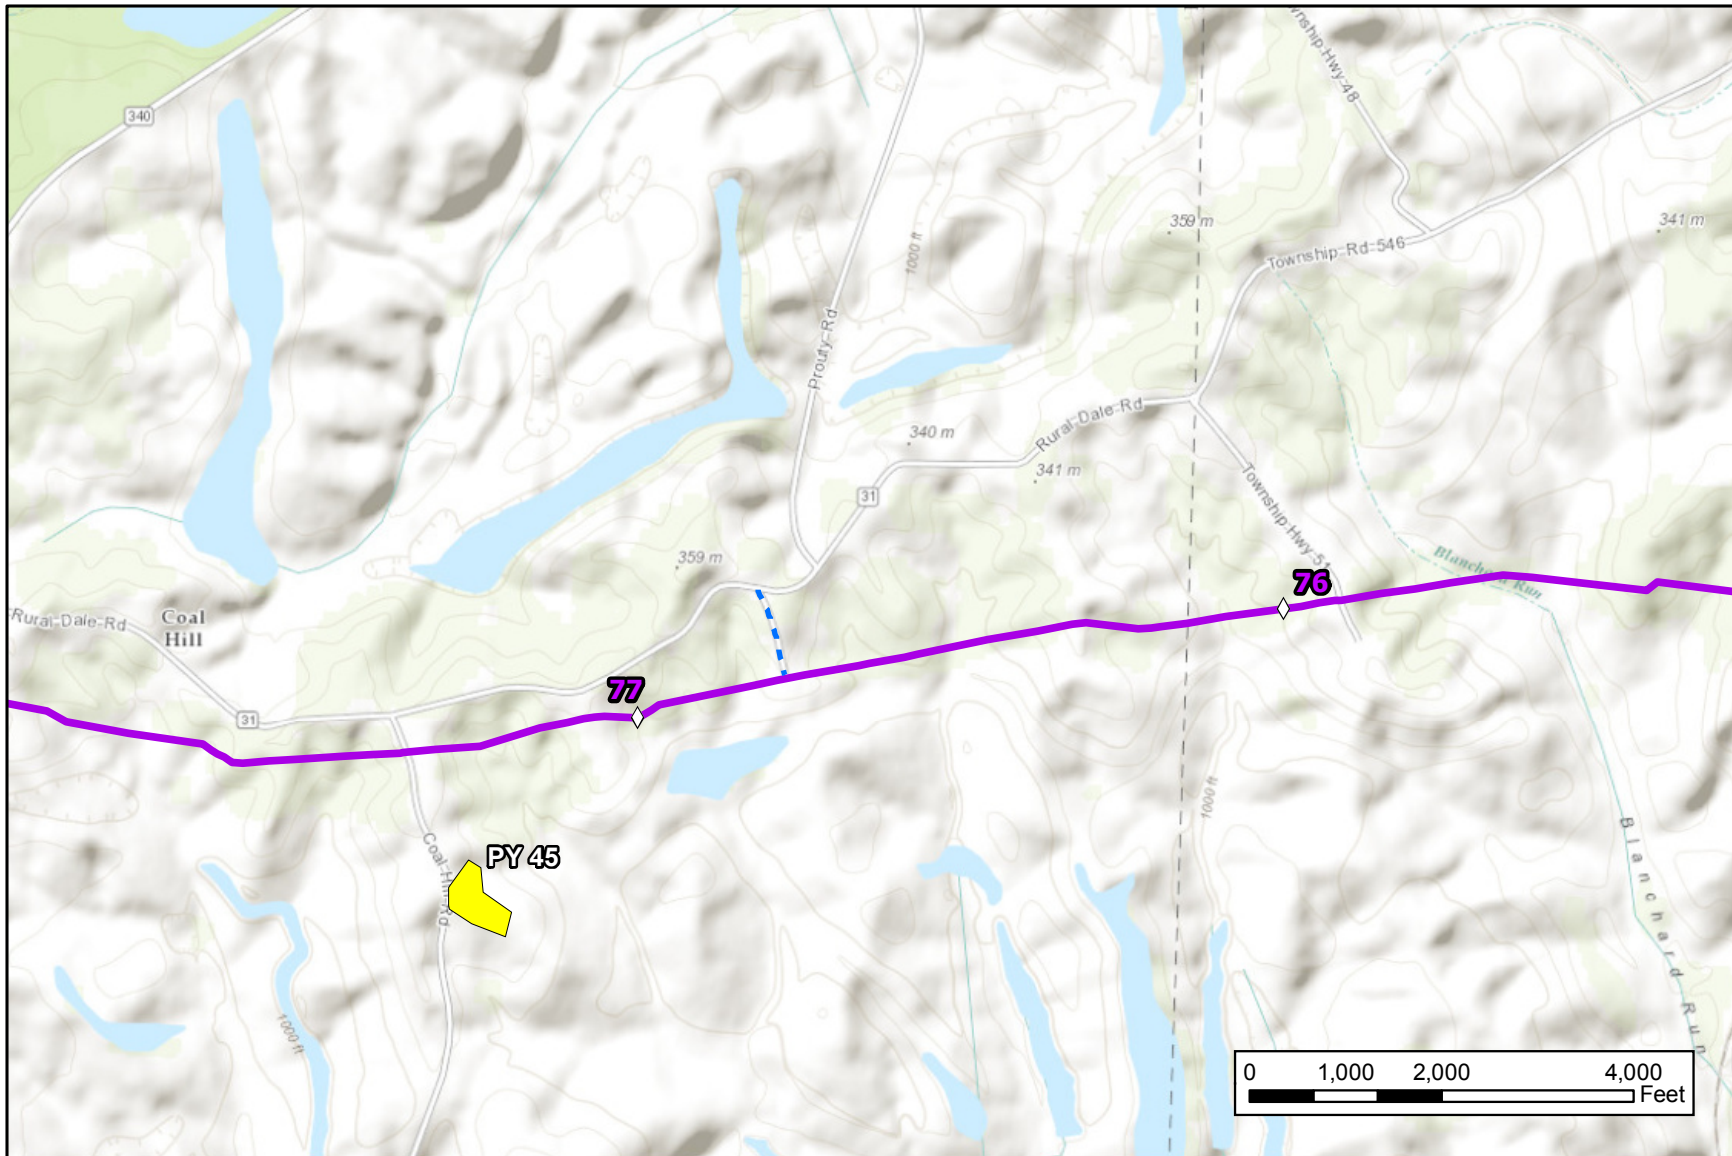 Township-Hwy-48
340
359 m
341 m
Township-Rd-546
1000 ft
Prouty-Rd
Rural-Dale-Rd
340 m
341 m
31
Township-Hwy-51
359 m
Blanchard Run
76
Coal
Hill
Rural-Dale-Rd
77
31
1000 ft
Coal-Hill-Rd
PY 45
Blanchard Run
1000 ft
0 1,000 2,000 4,000
Feet